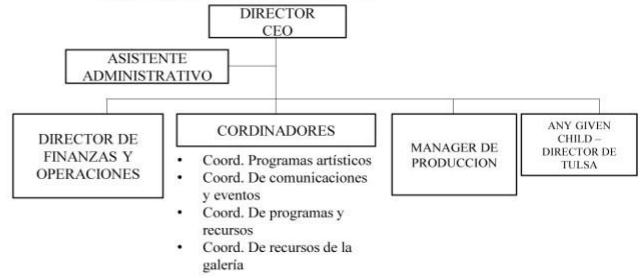 DIRECTOR
CEO
ASISTENTE
ADMINISTRATIVO
DIRECTOR DE
FINANZAS Y
OPERACIONES
CORDINADORES
• Coord. Programas artísticos
• Coord. De comunicaciones
y eventos
• Coord. De programas y
recursos
• Coord. De recursos de la
galería
MANAGER DE
PRODUCCION
ANY GIVEN
CHILD –
DIRECTOR DE
TULSA